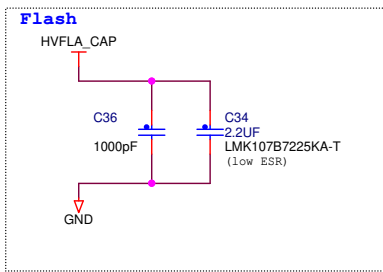 Flash
HVFLA_CAP
C36
1000pF
C34
2.2UF
LMK107B7225KA-T
(low ESR)
GND